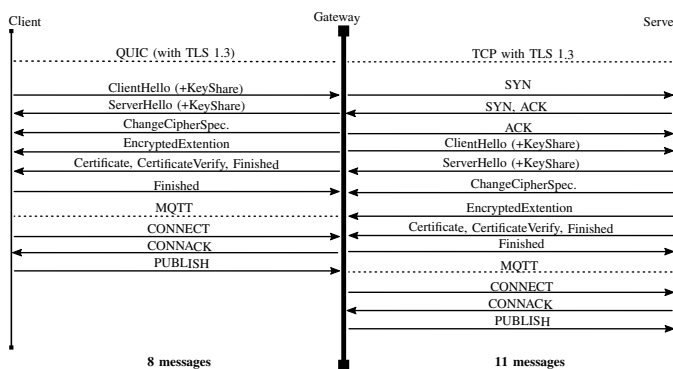 Client
Gateway
Serve
QUIC (with TLS 1.3)
ClientHello (+KeyShare)
ServerHello (+KeyShare)
ChangeCipherSpec.
EncryptedExtention
Certificate, CertificateVerify, Finished
Finished
MQTT
CONNECT
CONNACK
PUBLISH
8 messages
TCP with TLS 1.3
SYN
SYN, ACK
ACK
ClientHello (+KeyShare)
ServerHello (+KeyShare)
ChangeCipherSpec.
EncryptedExtention
Certificate, CertificateVerify, Finished
Finished
MQTT
CONNECT
CONNACK
PUBLISH
11 messages